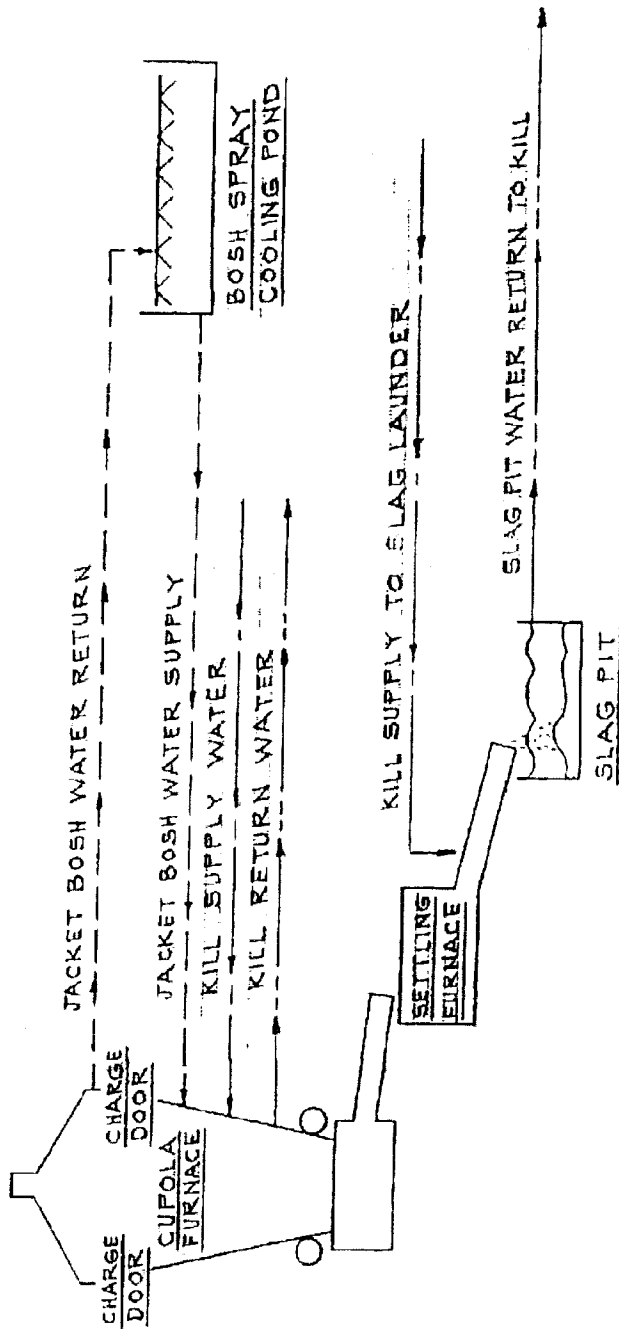 CHARGE
DOOR
CHARGE
DOOR
CUPOLA
FURNACE
JACKET BOSH WATER RETURN
JACKET BOSH WATER SUPPLY
KILL SUPPLY WATER
KILL RETURN WATER
BOSH SPRAY
COOLING POND
SETTLING
FURNACE
KILL SUPPLY TO SLAG LAUNDER
SLAG PIT WATER RETURN TO KILL
SLAG PIT